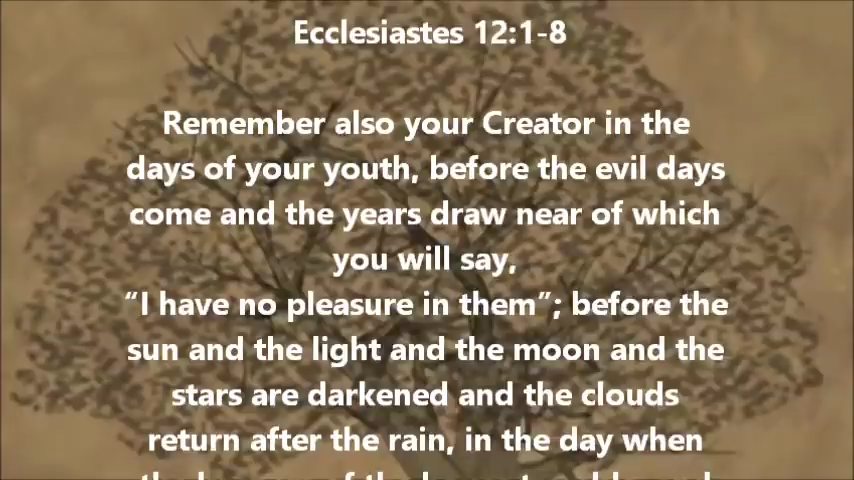 Ecclesiastes 12:1-8
Remember also your Creator in the
days of your youth, before the evil days
come and the years draw near of which
you will say,
“I have no pleasure in them”; before the
sun and the light and the moon and the
stars are darkened and the clouds
return after the rain, in the day when